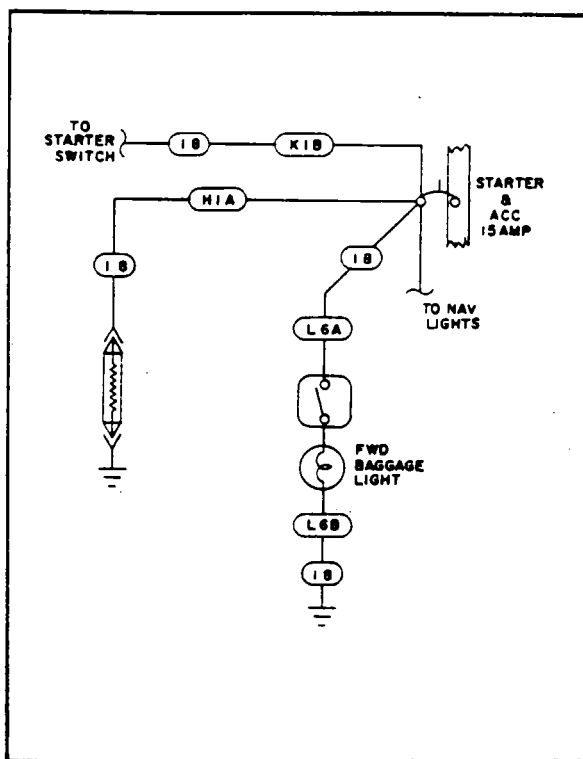 TO
STARTER
SWITCH
18
K1B
H1A
STARTER
&
ACC
15AMP
18
18
TO NAV
LIGHTS
L6A
FWD
BAGGAGE
LIGHT
L6B
18